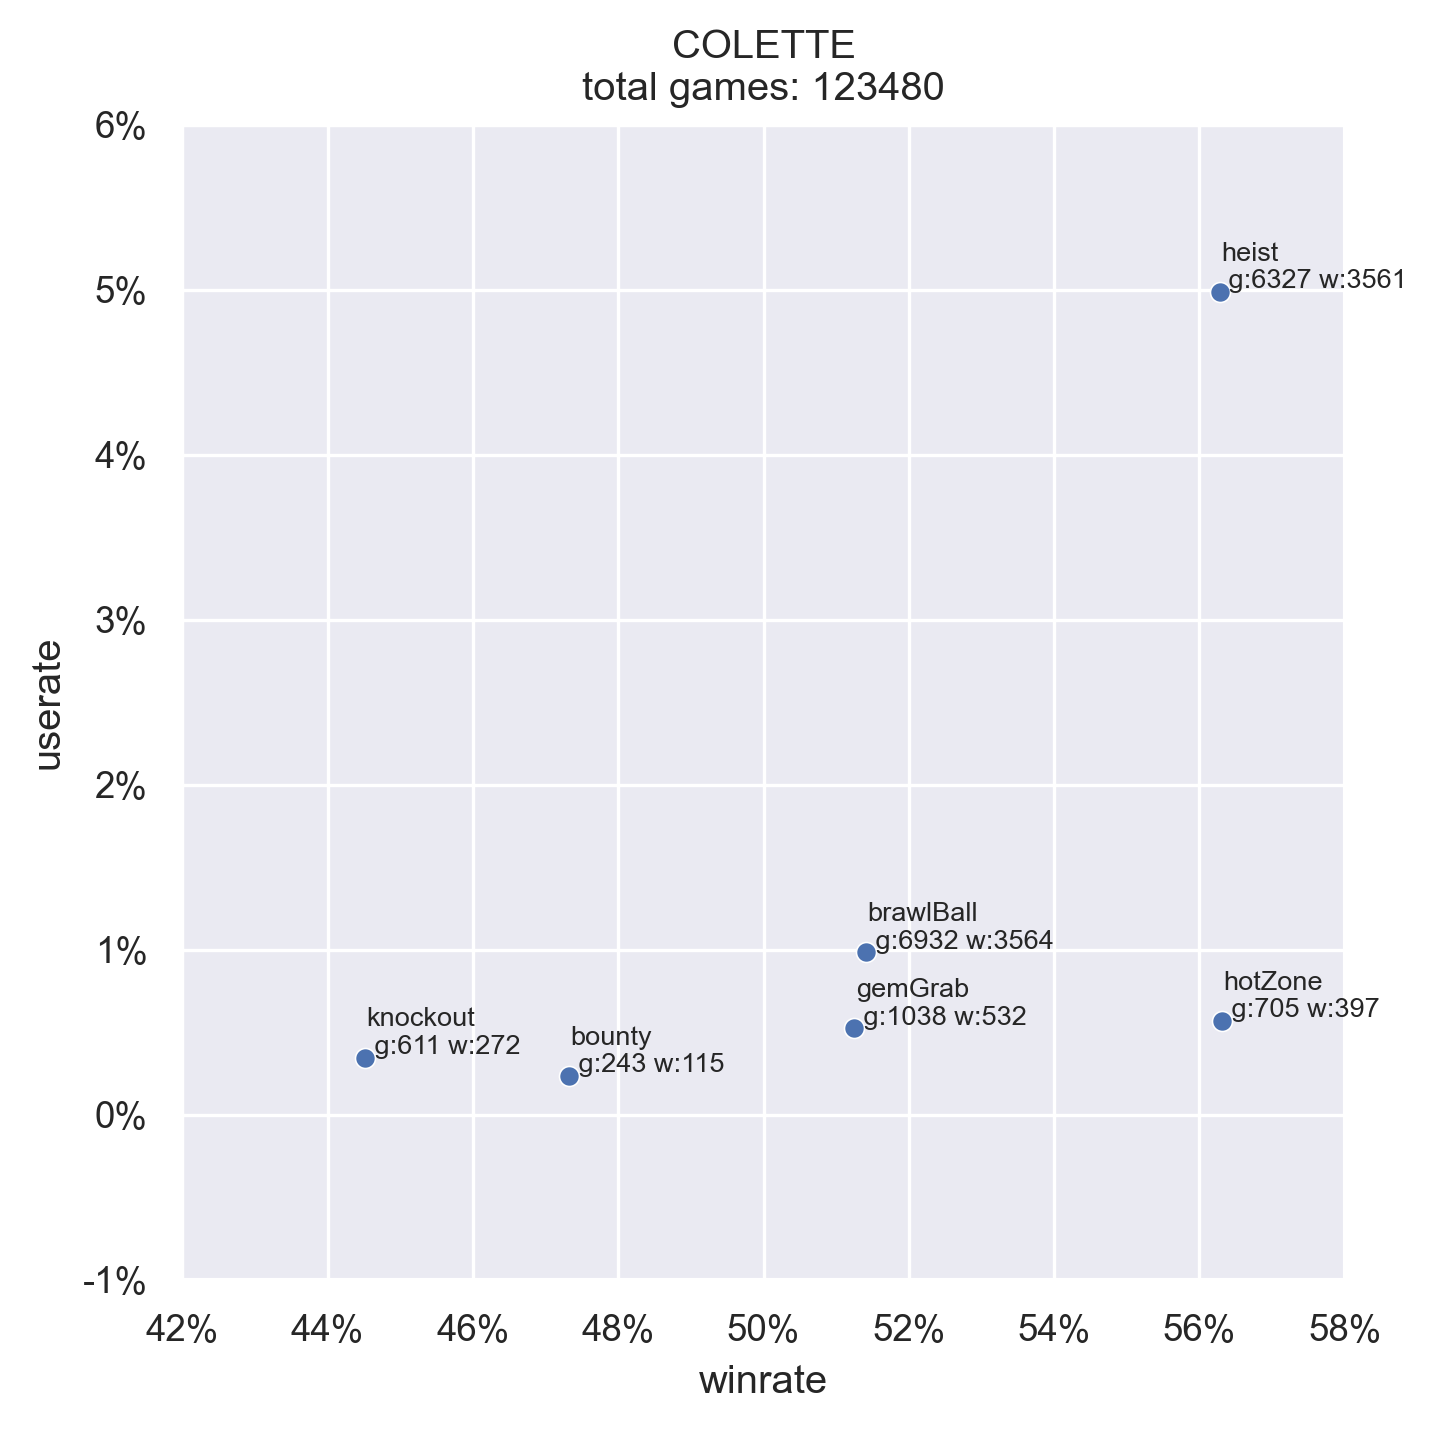 COLETTE
total games: 123480
6%
5%
4%
3%
2%
1%
0%
-1%
userate
heist
g:6327 w:3561
brawlBall
g:6932 w:3564
gemGrab
g:1038 w:532
hotZone
g:705 w:397
knockout
g:611 w:272
bounty
g:243 w:115
42% 44% 46% 48% 50% 52% 54% 56% 58%
winrate